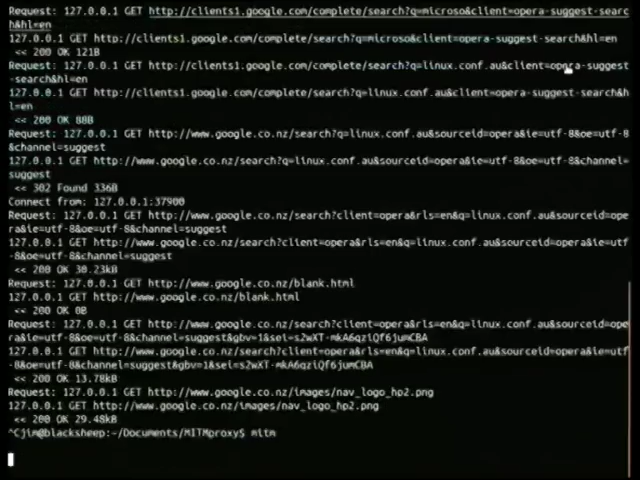 Request: 127.0.0.1 GET http://clients1.google.com/complete/search?q=microso&client=opera-suggest-searc
h&hl=en
127.0.0.1 GET http://clients1.google.com/complete/search?q=microso&client=opera-suggest-search&hl=en
<< 200 OK 121B
Request: 127.0.0.1 GET http://clients1.google.com/complete/search?q=linux.conf.au&client=opera-suggest
-search&hl=en
127.0.0.1 GET http://clients1.google.com/complete/search?q=linux.conf.au&client=opera-suggest-search&h
l=en
<< 200 OK 88B
Request: 127.0.0.1 GET http://www.google.co.nz/search?q=linux.conf.au&sourceid=opera&ie=utf-8&oe=utf-8
&channel=suggest
127.0.0.1 GET http://www.google.co.nz/search?q=linux.conf.au&sourceid=opera&ie=utf-8&oe=utf-8&channel=
suggest
<< 302 Found 336B
Connect from: 127.0.0.1:37900
Request: 127.0.0.1 GET http://www.google.co.nz/search?client=opera&rls=en&q=linux.conf.au&sourceid=ope
ra&ie=utf-8&oe=utf-8&channel=suggest
127.0.0.1 GET http://www.google.co.nz/search?client=opera&rls=en&q=linux.conf.au&sourceid=opera&ie=utf
-8&oe=utf-8&channel=suggest
<< 200 OK 30.23kB
Request: 127.0.0.1 GET http://www.google.co.nz/blank.html
127.0.0.1 GET http://www.google.co.nz/blank.html
<< 200 OK 0B
Request: 127.0.0.1 GET http://www.google.co.nz/search?client=opera&rls=en&q=linux.conf.au&sourceid=ope
ra&ie=utf-8&oe=utf-8&channel=suggest&gbv=1&sei=s2wXT-mkA6qziQf6jumCBA
127.0.0.1 GET http://www.google.co.nz/search?client=opera&rls=en&q=linux.conf.au&sourceid=opera&ie=utf
-8&oe=utf-8&channel=suggest&gbv=1&sei=s2wXT-mkA6qziQf6jumCBA
<< 200 OK 13.78kB
Request: 127.0.0.1 GET http://www.google.co.nz/images/nav_logo_hp2.png
127.0.0.1 GET http://www.google.co.nz/images/nav_logo_hp2.png
<< 200 OK 29.48kB
^Cjim@blacksheep:~/Documents/MITMproxy$ mitm